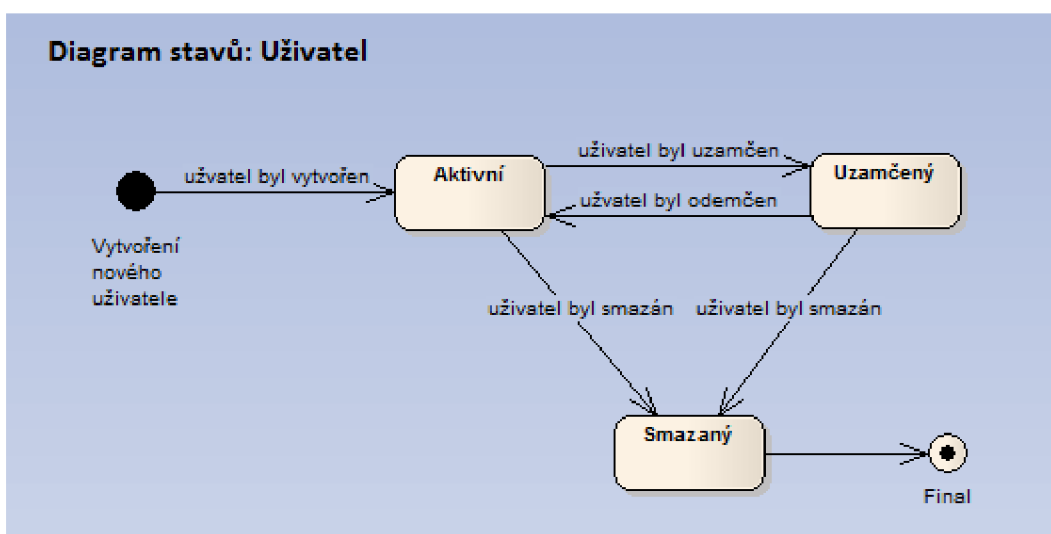 Diagram stavů: Uživatel
užvatel byl vytvořen
Aktivní
uživatel byl uzamčen
Uzamčený
užvatel byl odemčen
Vytvoření
nového
uživatele
uživatel byl smazán
uživatel byl smazán
Smazaný
Final